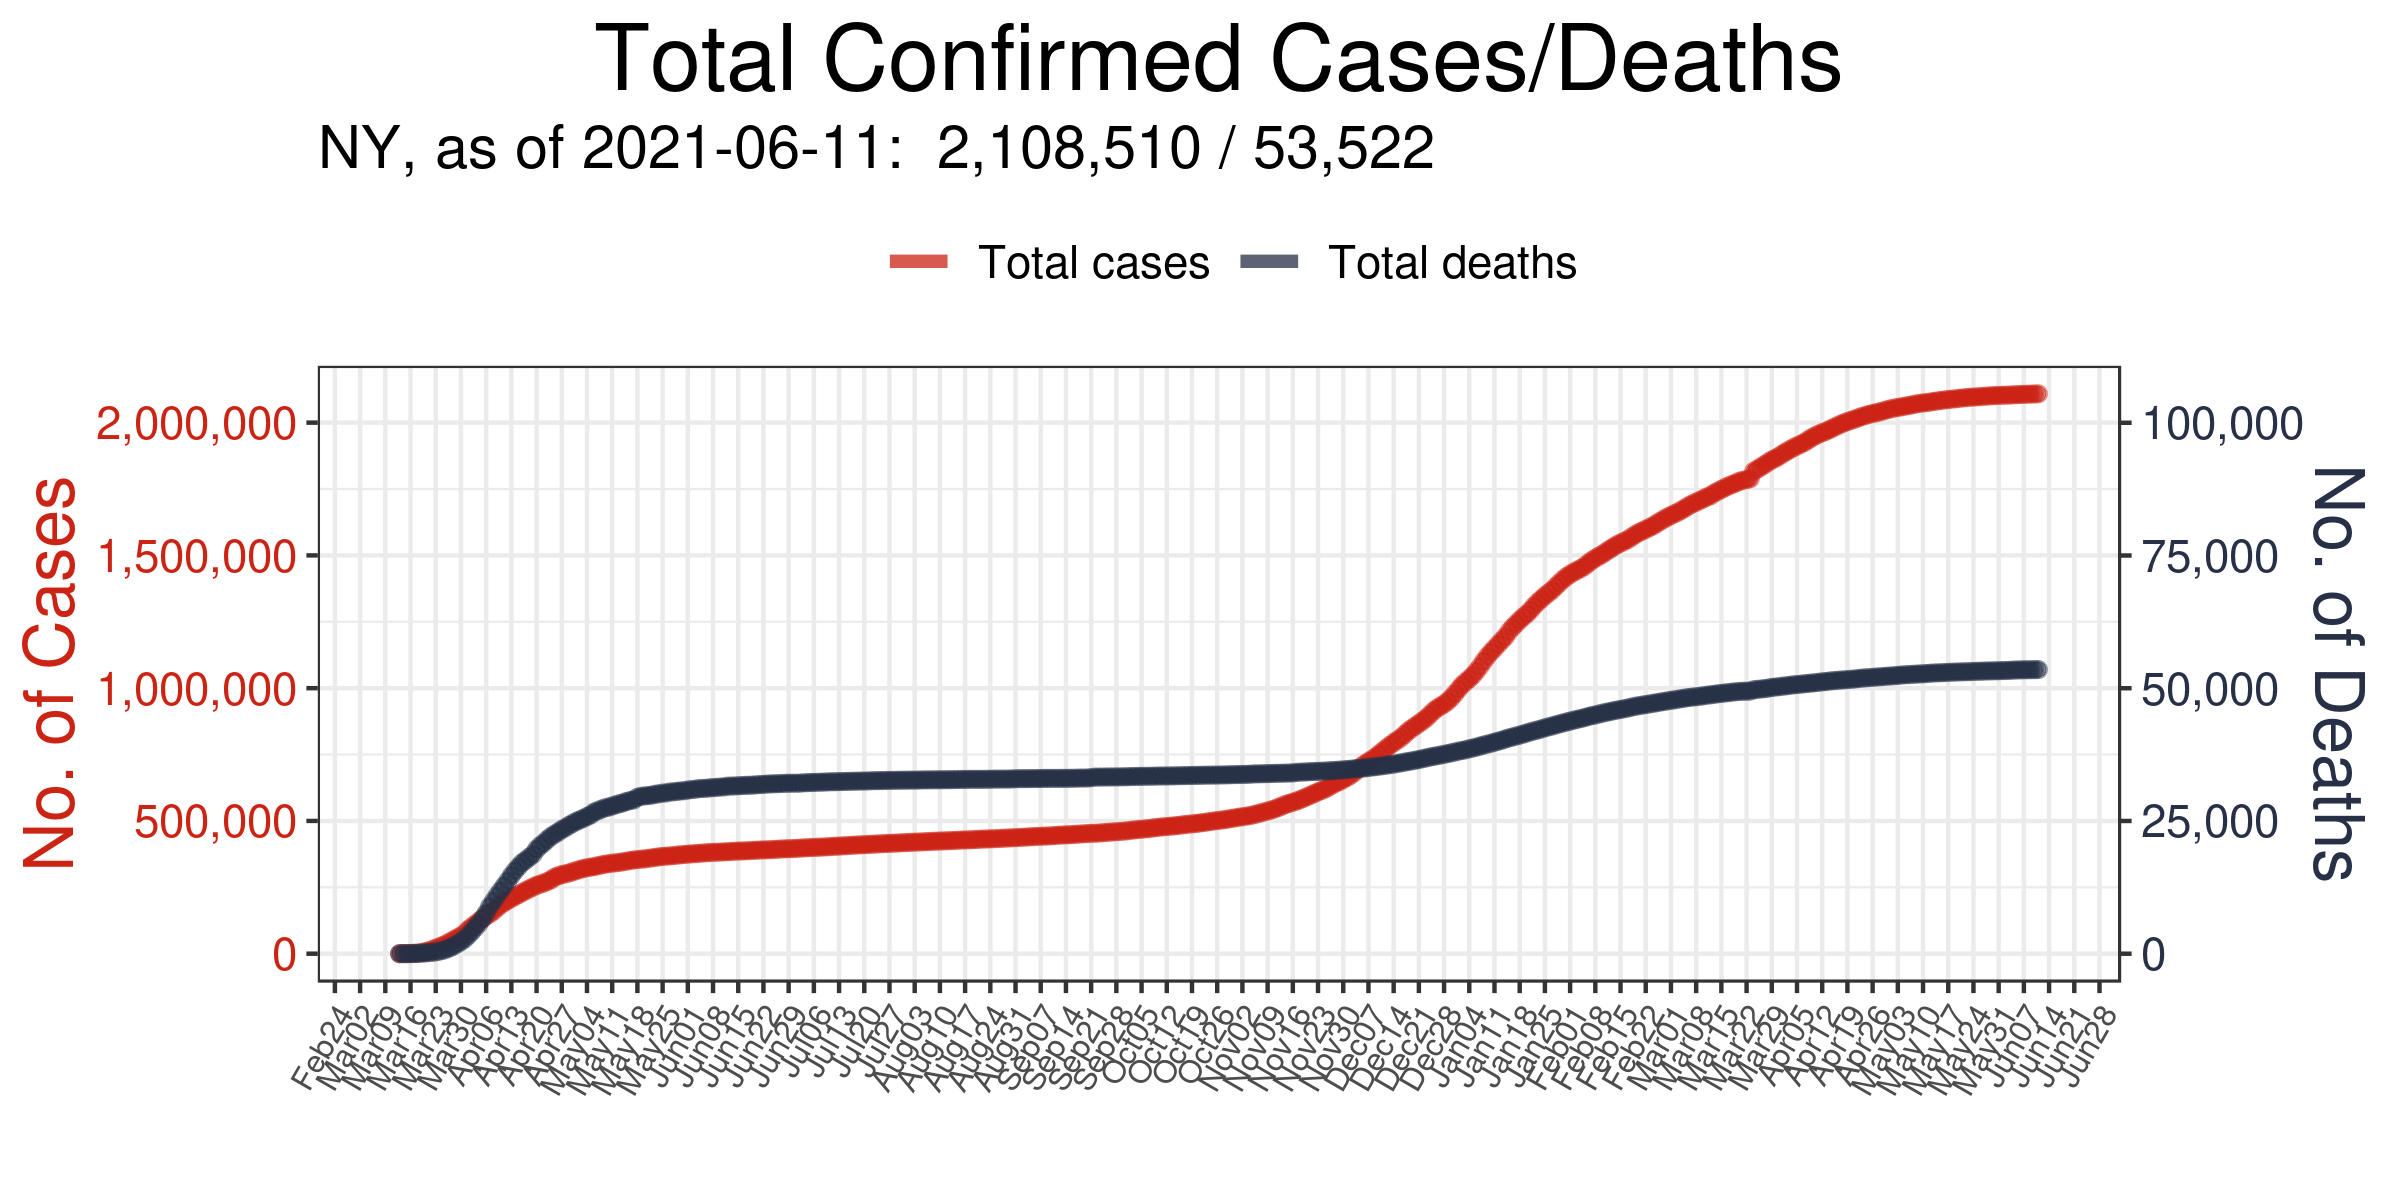 Total Confirmed Cases/Deaths
NY, as of 2021-06-11: 2,108,510 / 53,522
Total cases
Total deaths
No. of Cases
2,000,000
1,500,000
1,000,000
500,000
0
100,000
75,000
50,000
25,000
0
No. of Deaths
Feb24
Mar02
Mar09
Mar16
Mar23
Mar30
Apr06
Apr13
Apr20
Apr27
May04
May11
May18
May25
Jun01
Jun08
Jun15
Jun22
Jun29
Jul06
Jul13
Jul20
Jul27
Aug03
Aug10
Aug17
Aug24
Aug31
Sep07
Sep14
Sep21
Sep28
Oct05
Oct12
Oct19
Oct26
Nov02
Nov09
Nov16
Nov23
Nov30
Dec07
Dec14
Dec21
Dec28
Jan04
Jan11
Jan18
Jan25
Feb01
Feb08
Feb15
Feb22
Mar01
Mar08
Mar15
Mar22
Mar29
Apr05
Apr12
Apr19
Apr26
May03
May10
May17
May24
May31
Jun07
Jun14
Jun21
Jun28